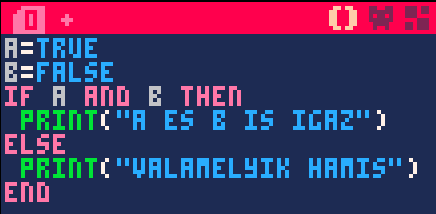 A=TRUE
B=FALSE
IF A AND B THEN
PRINT("A ES B IS IGAZ")
ELSE
PRINT("VALAMELYIK HAMIS")
END